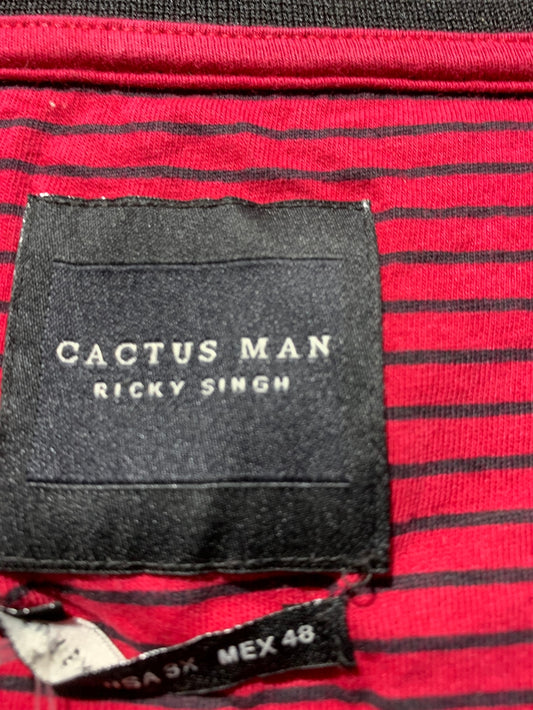 CACTUS MAN
RICKY SINGH
USA 3X MEX 48